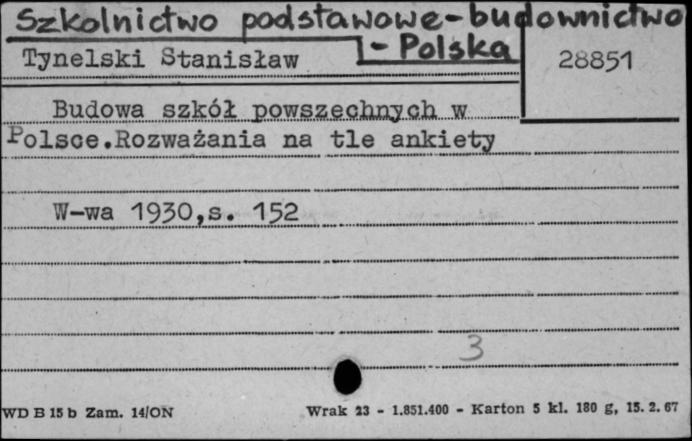 Szkolnictwo podstawowe - budownictwo
- Polska
Tynelski Stanisław
28851
Budowa szkół powszechnych w
Polsce.Rozważania na tle ankiety
W-wa 1930,s. 152
3
WD B 15 b Zam. 14/ON
Wrak 23 - 1.851.400 - Karton 5 kl. 180 g, 15. 2. 67